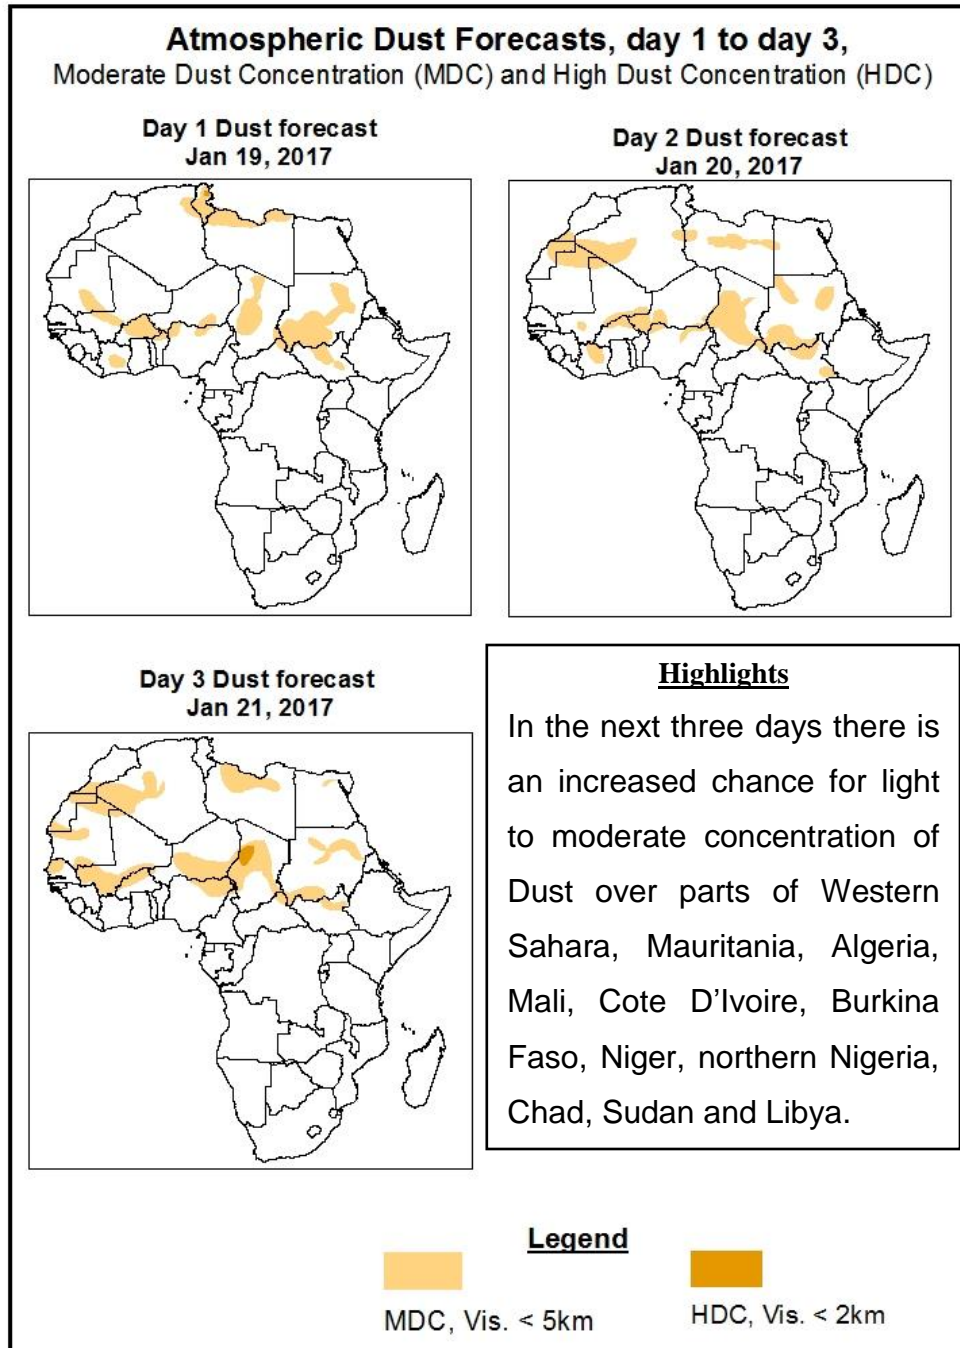 Atmospheric Dust Forecasts, day 1 to day 3,
Moderate Dust Concentration (MDC) and High Dust Concentration (HDC)
Day 1 Dust forecast
Jan 19, 2017
Day 2 Dust forecast
Jan 20, 2017
Day 3 Dust forecast
Jan 21, 2017
Highlights
In the next three days there is
an increased chance for light
to moderate concentration of
Dust over parts of Western
Sahara, Mauritania, Algeria,
Mali, Cote D’Ivoire, Burkina
Faso, Niger, northern Nigeria,
Chad, Sudan and Libya.
Legend
MDC, Vis. < 5km
HDC, Vis. < 2km